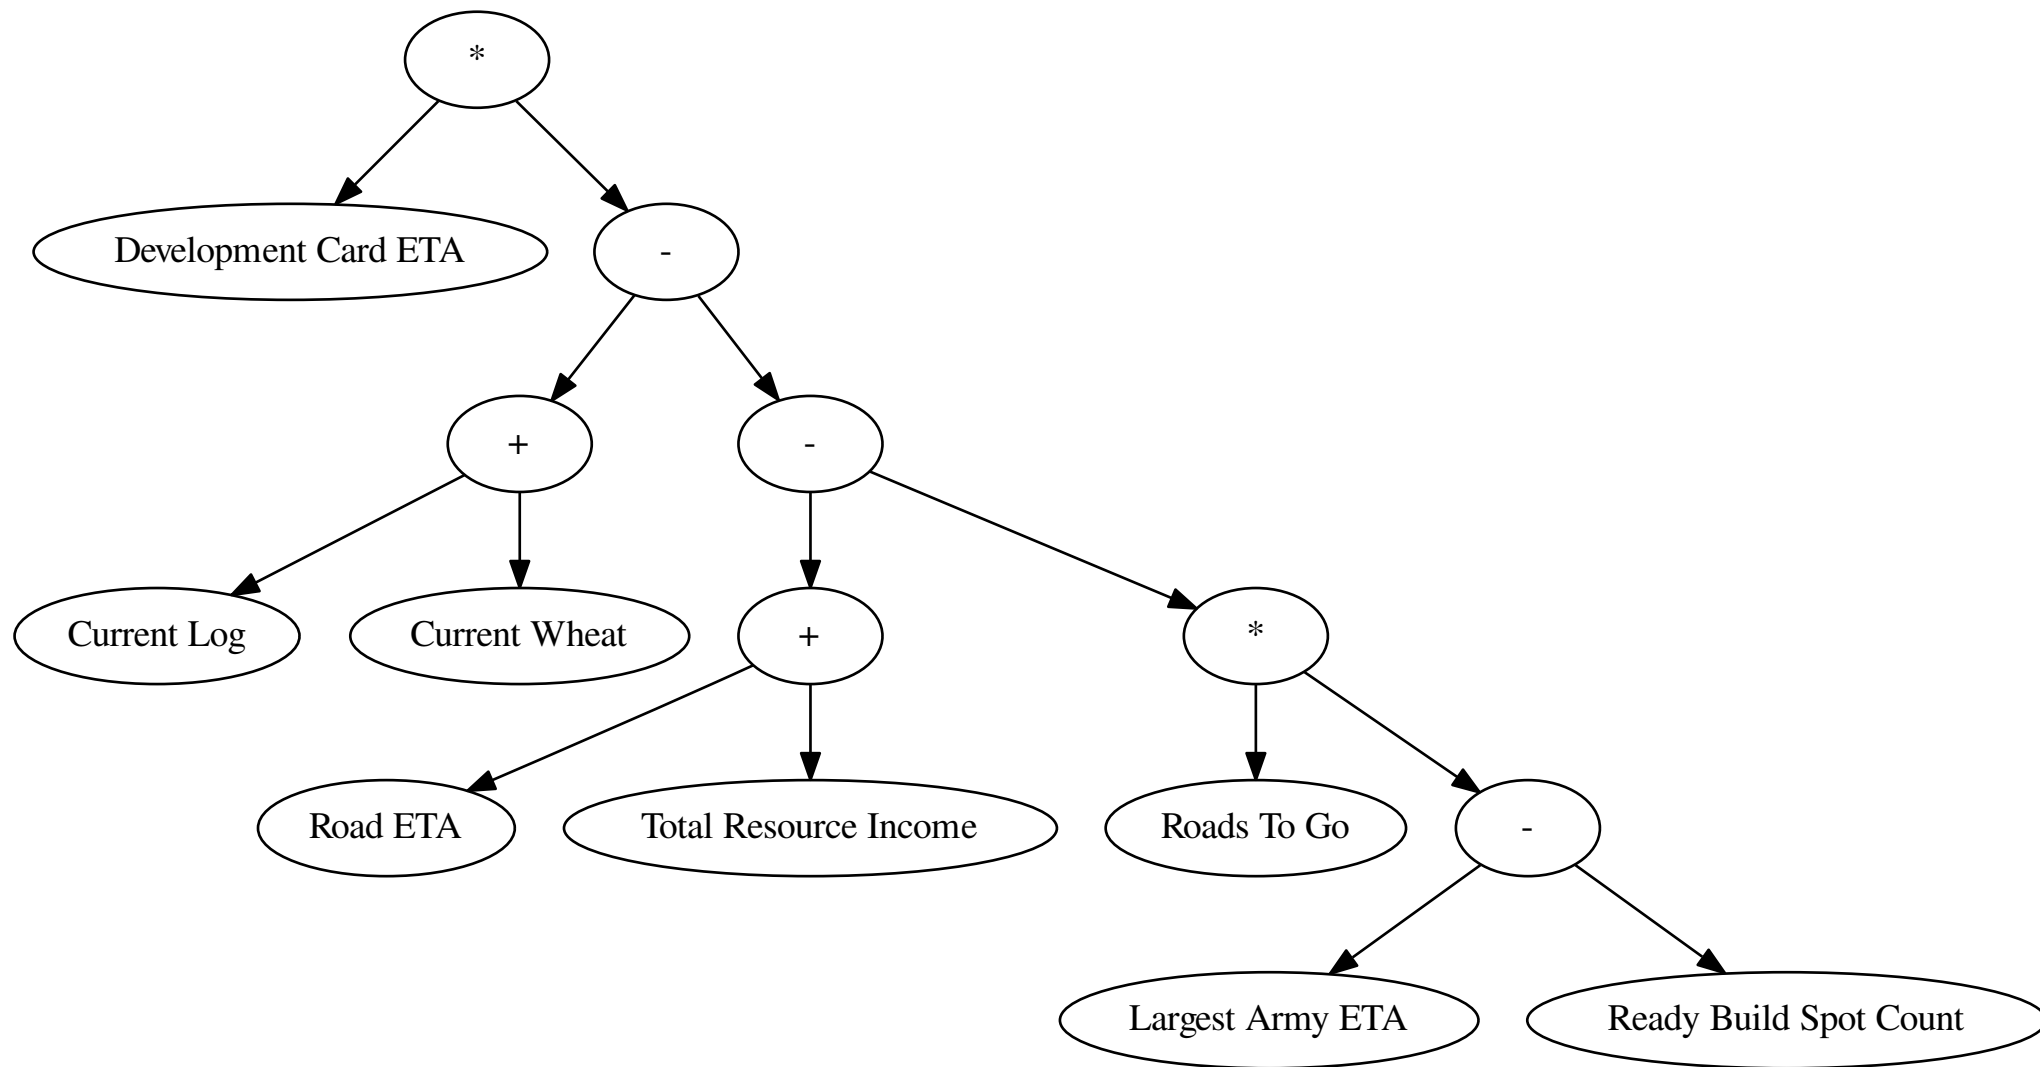 *
Development Card ETA
-
+
-
Current Log
Current Wheat
+
*
Road ETA
Total Resource Income
Roads To Go
-
Largest Army ETA
Ready Build Spot Count